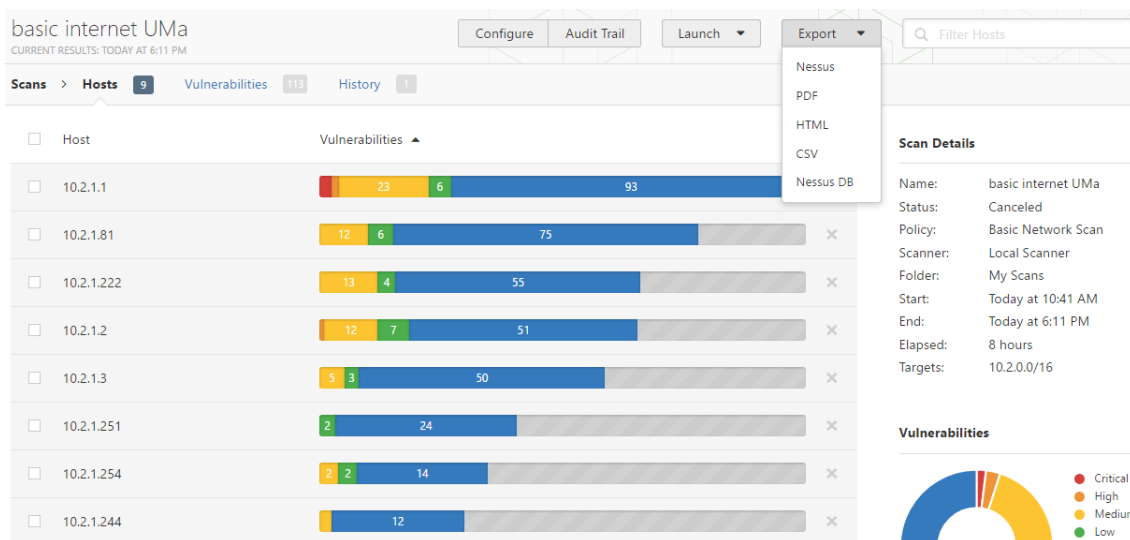 basic internet UMa
CURRENT RESULTS: TODAY AT 6:11 PM
Configure Audit Trail Launch Export Filter Hosts
Nessus
PDF
HTML
CSV
Nessus DB
Scans > Hosts 9 Vulnerabilities 113 History 1
Host Vulnerabilities
10.2.1.1 23 6 93
10.2.1.81 12 6 75
10.2.1.222 13 4 55
10.2.1.2 12 7 51
10.2.1.3 5 3 50
10.2.1.251 2 24
10.2.1.254 2 2 14
10.2.1.244 12
Scan Details
Name: basic internet UMa
Status: Canceled
Policy: Basic Network Scan
Scanner: Local Scanner
Folder: My Scans
Start: Today at 10:41 AM
End: Today at 6:11 PM
Elapsed: 8 hours
Targets: 10.2.0.0/16
Vulnerabilities
Critical
High
Medium
Low